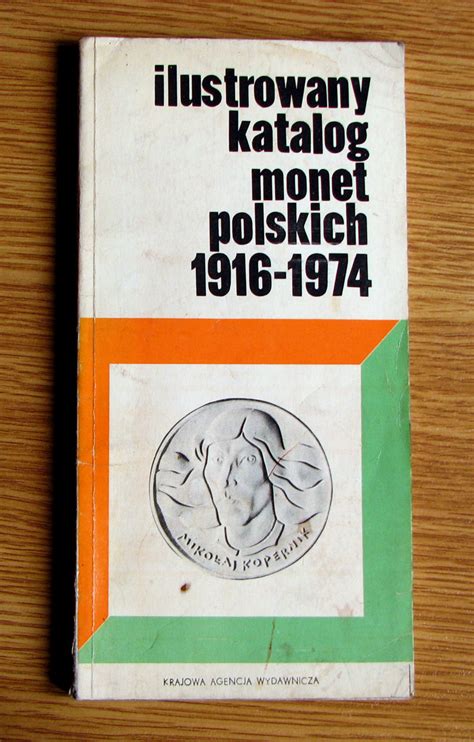 ilustrowany
katalog
monet
polskich
1916-1974
MIKOŁAJ KOPERNIK
KRAJOWA AGENCJA WYDAWNICZA